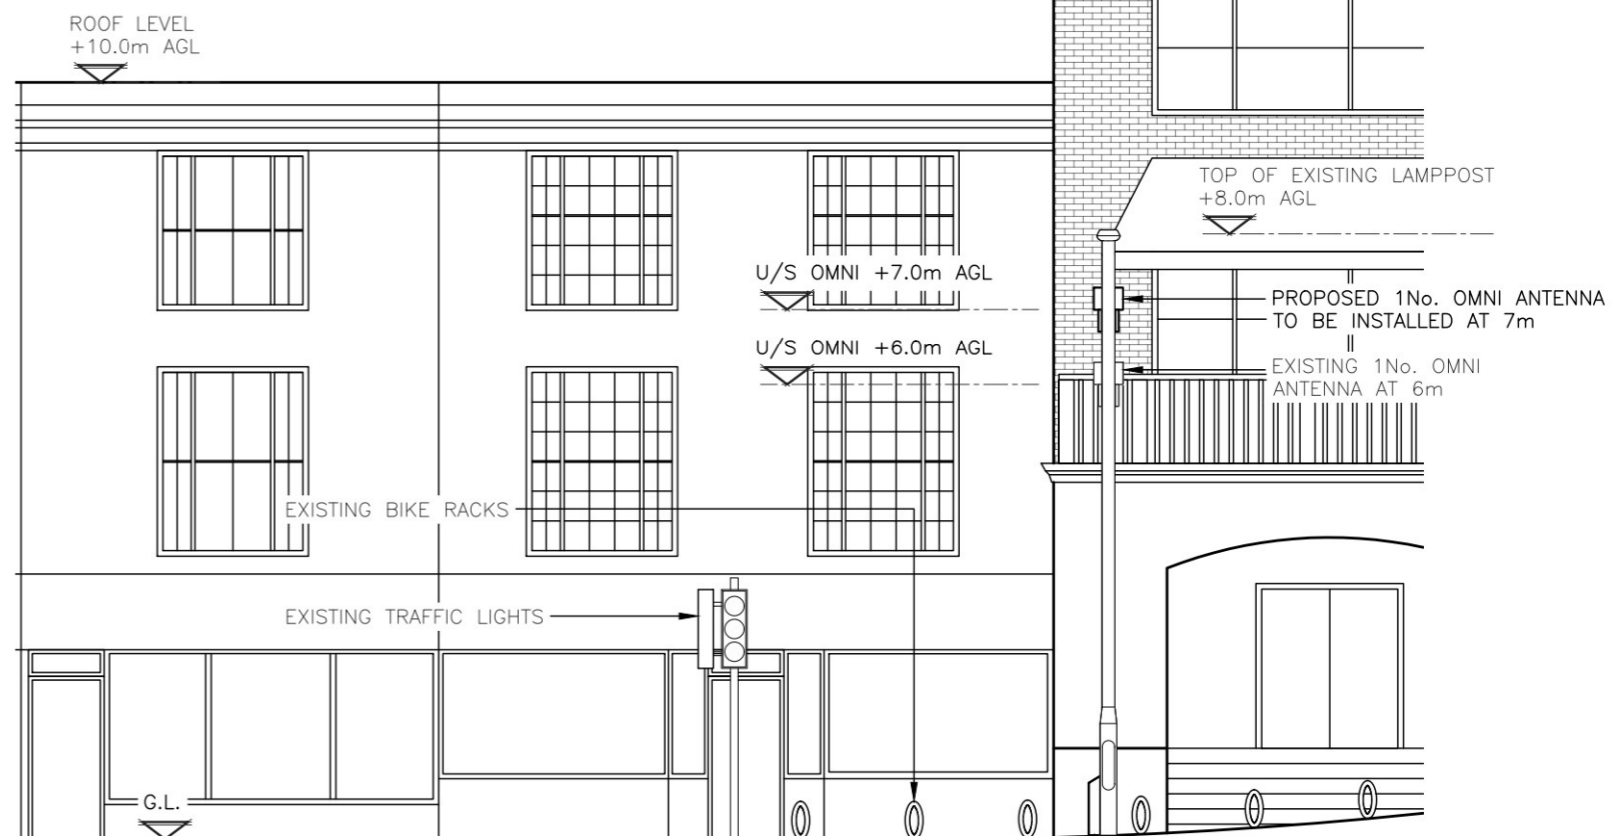 ROOF LEVEL
+10.0m AGL
TOP OF EXISTING LAMPPOST
+8.0m AGL
U/S OMNI +7.0m AGL
PROPOSED 1No. OMNI ANTENNA
TO BE INSTALLED AT 7m
U/S OMNI +6.0m AGL
EXISTING 1No. OMNI
ANTENNA AT 6m
EXISTING BIKE RACKS
EXISTING TRAFFIC LIGHTS
G.L.